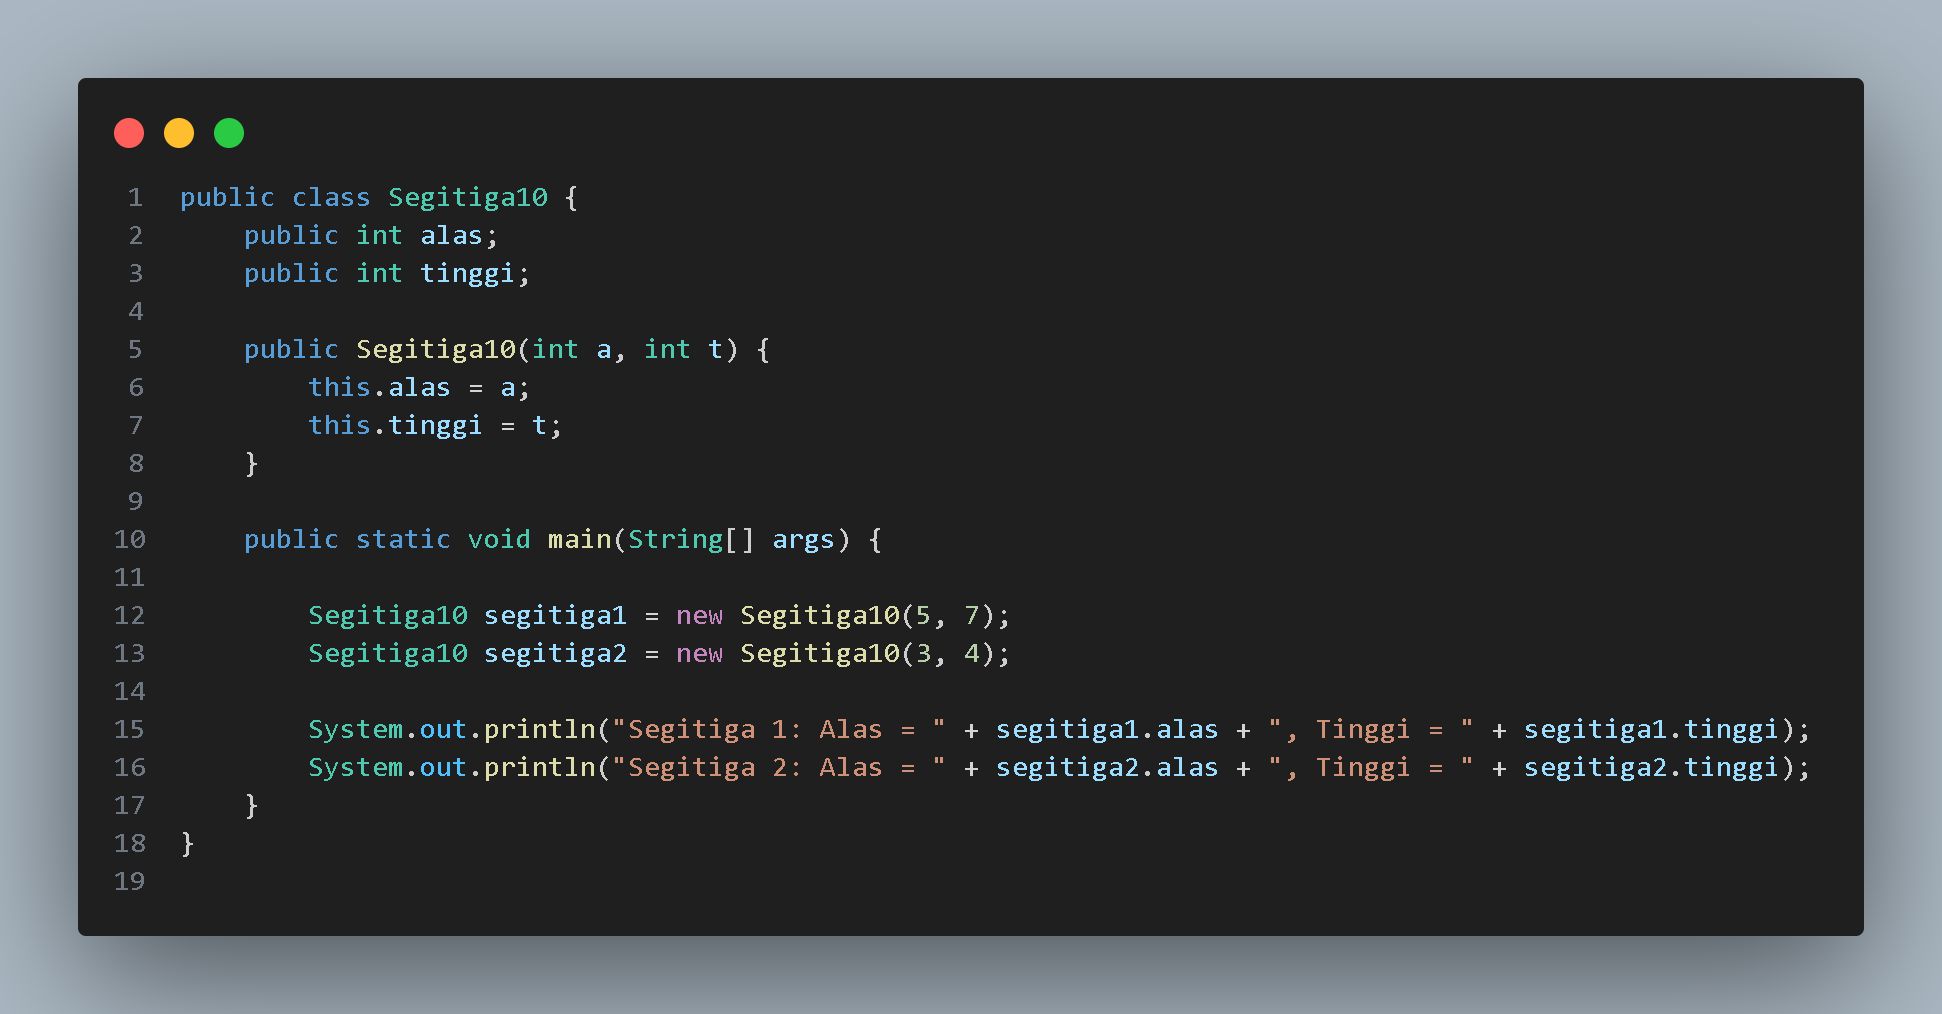 1 public class Segitiga10 {
2     public int alas;
3     public int tinggi;
4
5     public Segitiga10(int a, int t) {
6         this.alas = a;
7         this.tinggi = t;
8     }
9
10     public static void main(String[] args) {
11
12         Segitiga10 segitiga1 = new Segitiga10(5, 7);
13         Segitiga10 segitiga2 = new Segitiga10(3, 4);
14
15         System.out.println("Segitiga 1: Alas = " + segitiga1.alas + ", Tinggi = " + segitiga1.tinggi);
16         System.out.println("Segitiga 2: Alas = " + segitiga2.alas + ", Tinggi = " + segitiga2.tinggi);
17     }
18 }
19